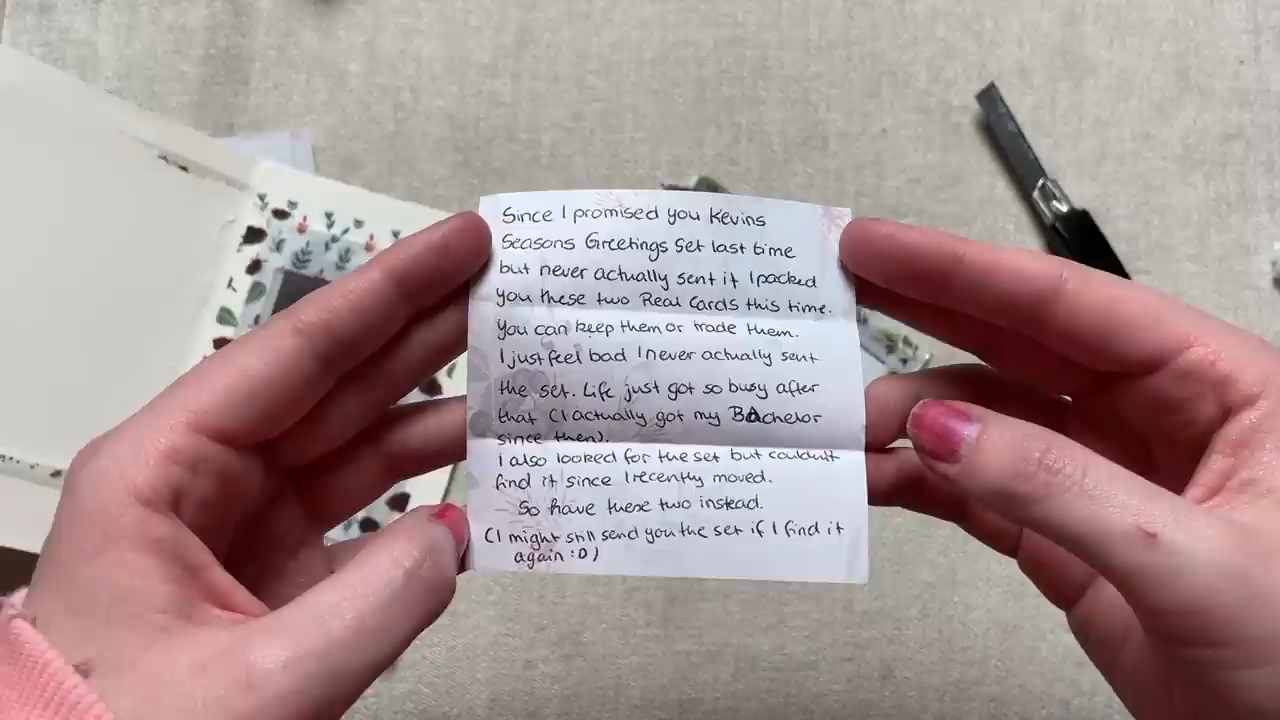 Since I promised you Kevins
Seasons Greetings Set last time
but never actually sent it I packed
you these two Real Cards this time.
You can keep them or trade them.
I just feel bad I never actually sent
the set. Life just got so busy after
that (I actually got my BAchelor
since then).
i also looked for the set but couldn't
find it since I recently moved.
So have these two instead.
(I might still send you the set if I find it
again :D)